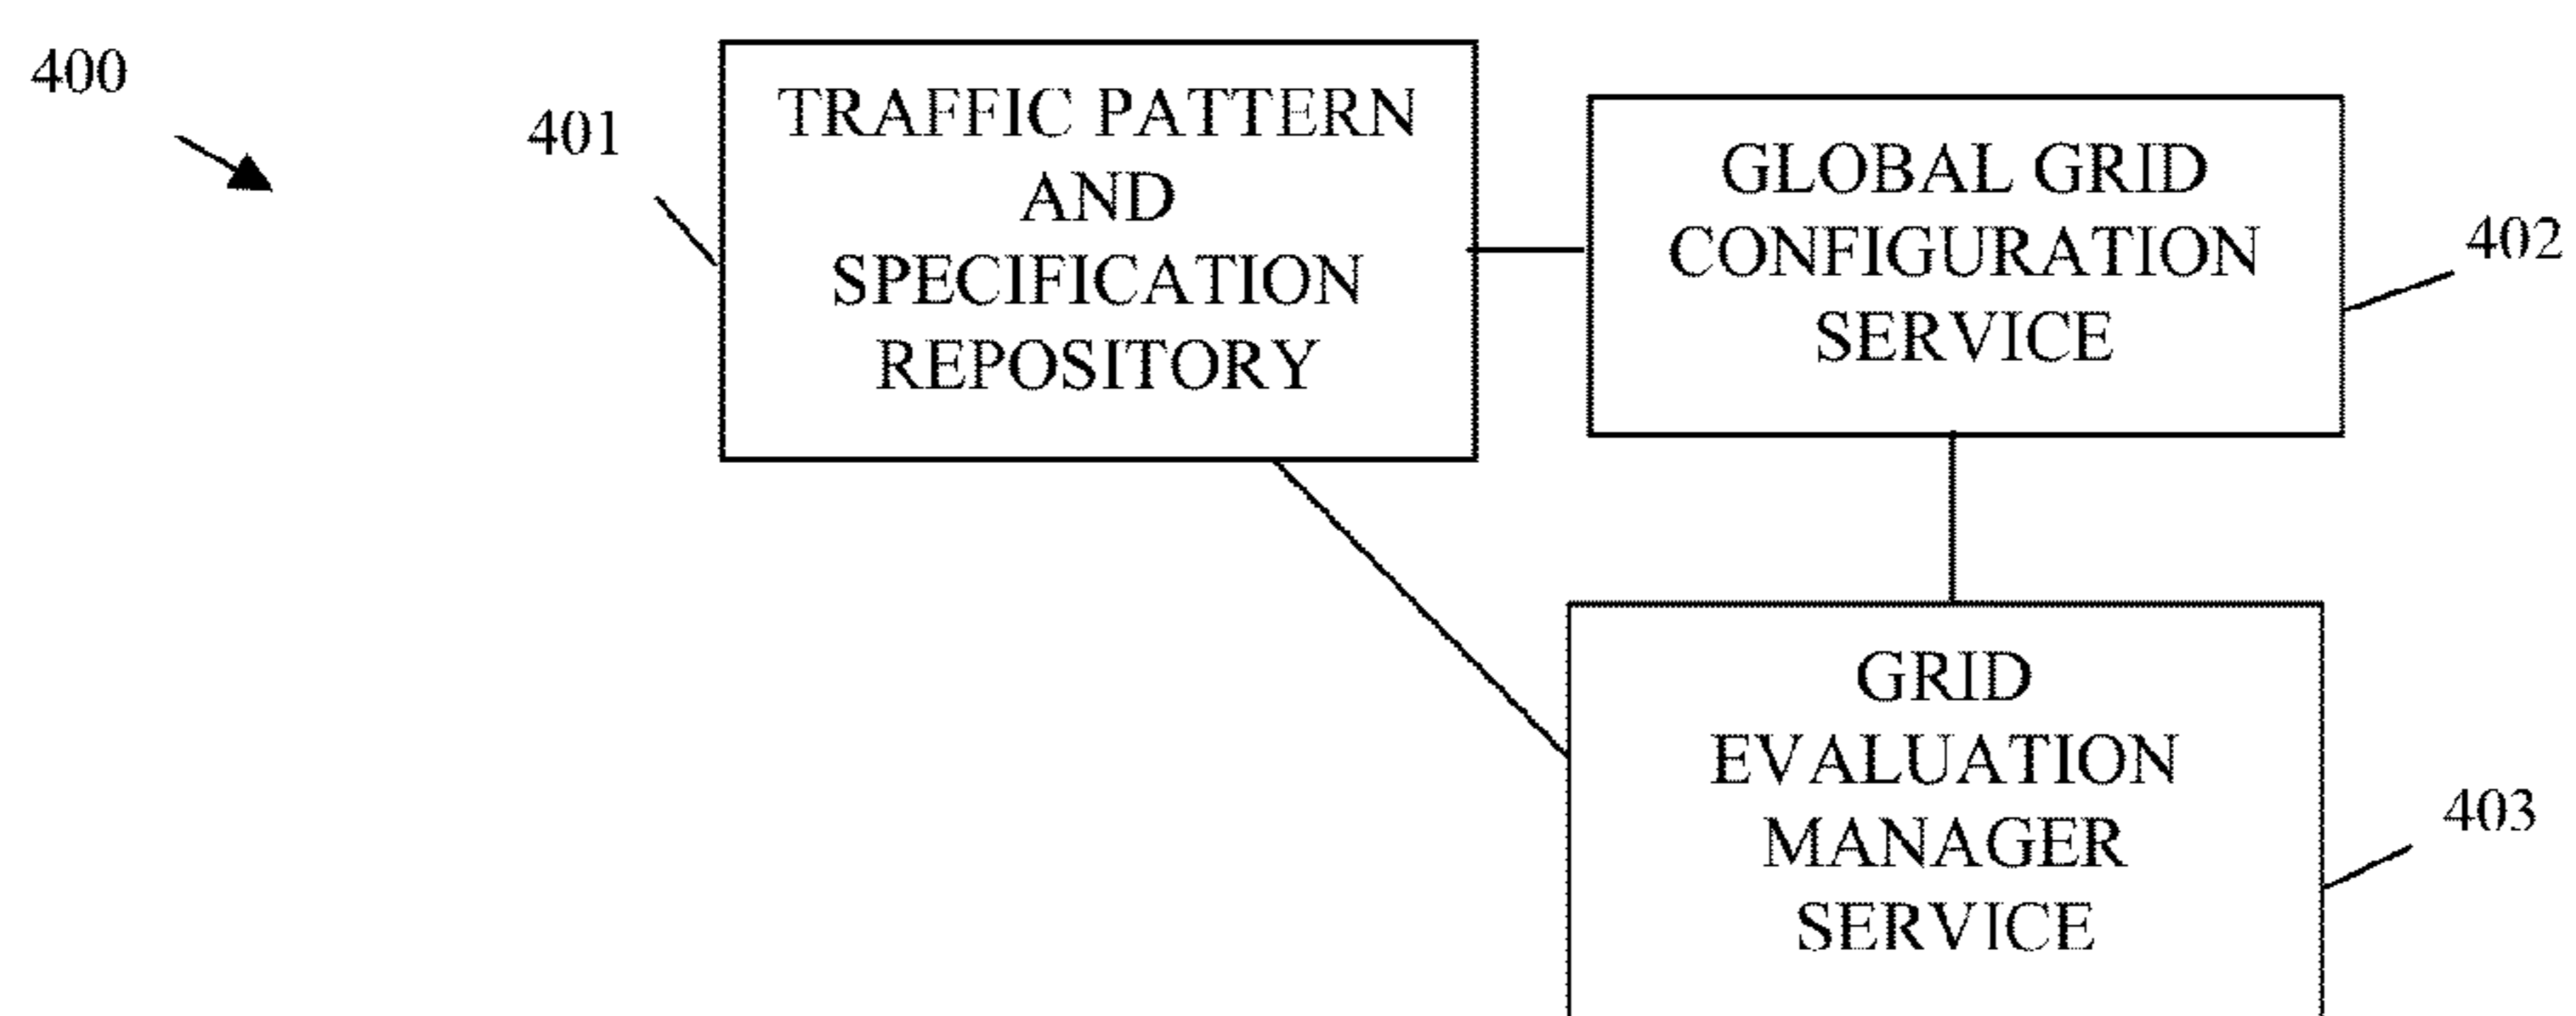 400
401
TRAFFIC PATTERN
AND
SPECIFICATION
REPOSITORY
GLOBAL GRID
CONFIGURATION
SERVICE
402
GRID
EVALUATION
MANAGER
SERVICE
403